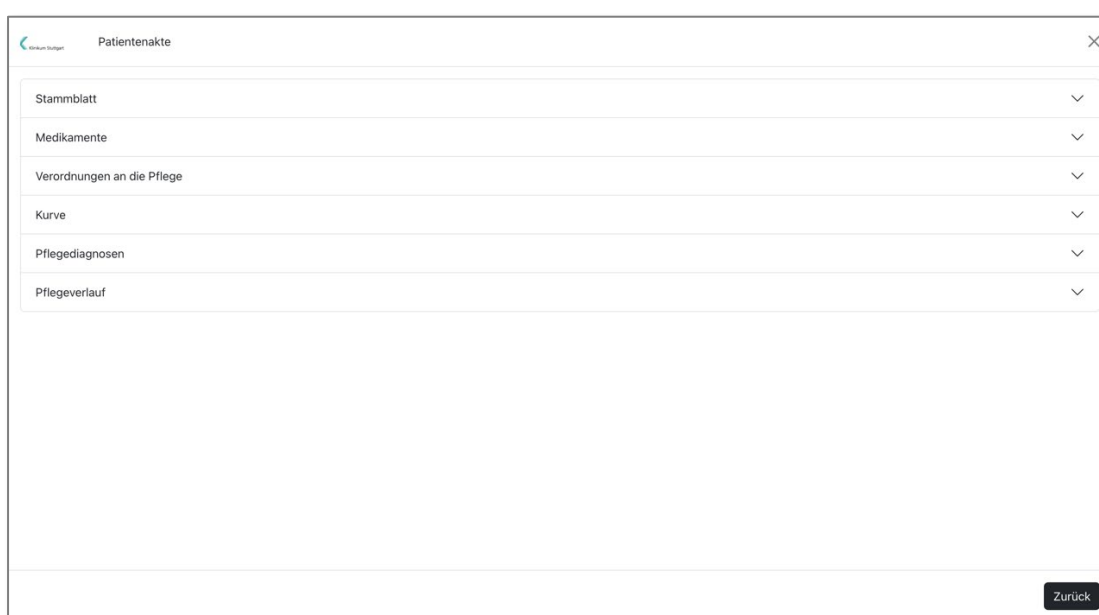 Klinikum Stuttgart
Patientenakte
Stammblatt
Medikamente
Verordnungen an die Pflege
Kurve
Pflegediagnosen
Pflegeverlauf
Zurück